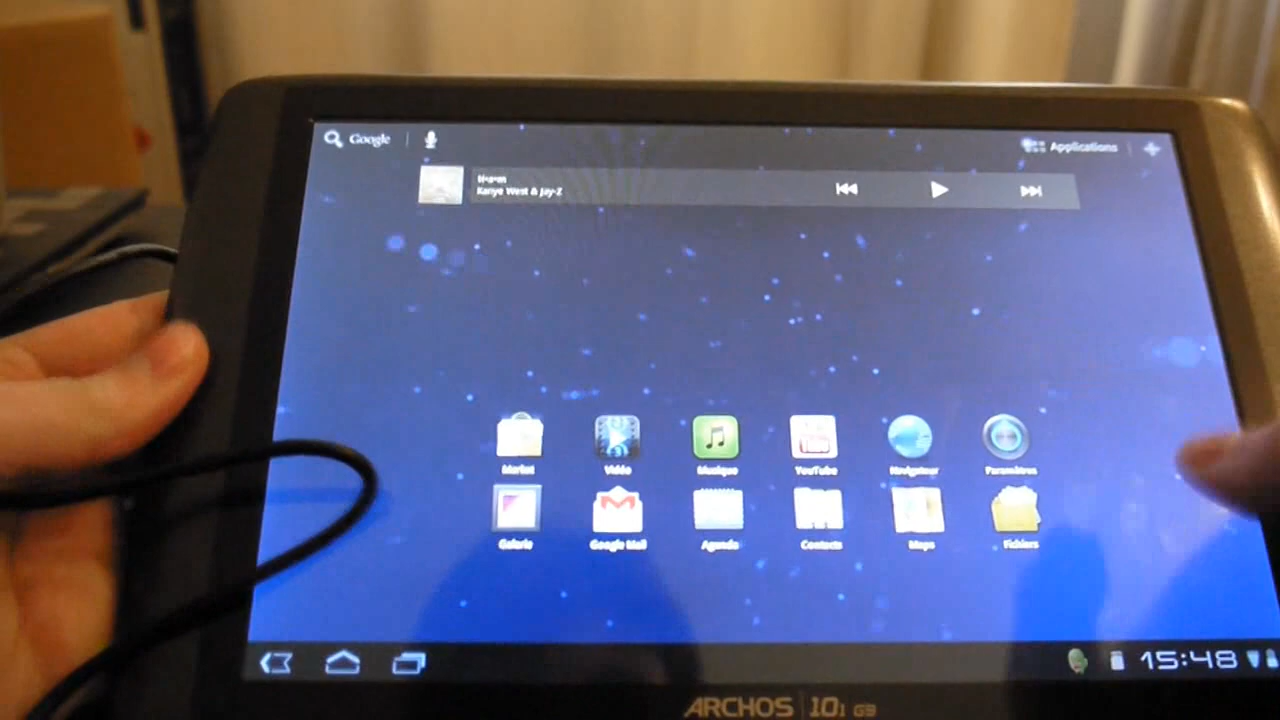 Google
Applications
H•a•m
Kanye West & Jay-Z
Market Vidéo Musique YouTube Navigateur Paramètres
Galerie Google Mail Agenda Contacts Maps Fichiers
15:48
ARCHOS 101 G9